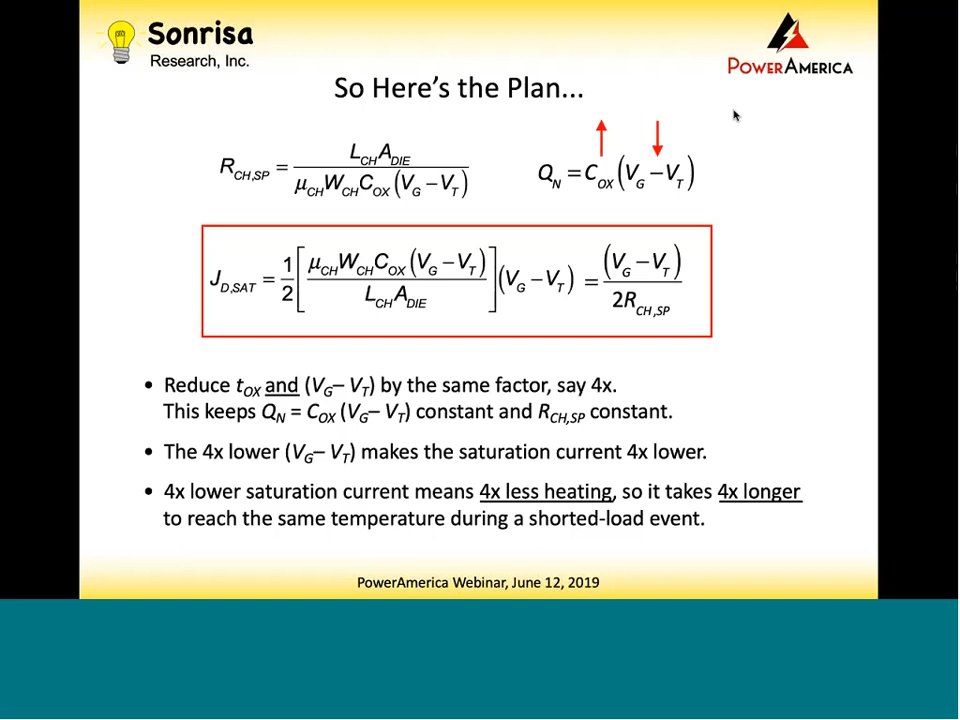 Sonrisa
Research, Inc.
POWERAMERICA
So Here's the Plan...
R_CH,SP = L_CH A_DIE / μ_CH W_CH C_OX (V_G − V_T)
Q_N = C_OX (V_G − V_T)
J_D,SAT = 1/2 [μ_CH W_CH C_OX (V_G − V_T) / L_CH A_DIE] (V_G − V_T) = (V_G − V_T) / 2R_CH,SP
• Reduce t_OX and (V_G– V_T) by the same factor, say 4x.
This keeps Q_N = C_OX (V_G– V_T) constant and R_CH,SP constant.
• The 4x lower (V_G– V_T) makes the saturation current 4x lower.
• 4x lower saturation current means 4x less heating, so it takes 4x longer
to reach the same temperature during a shorted-load event.
PowerAmerica Webinar, June 12, 2019